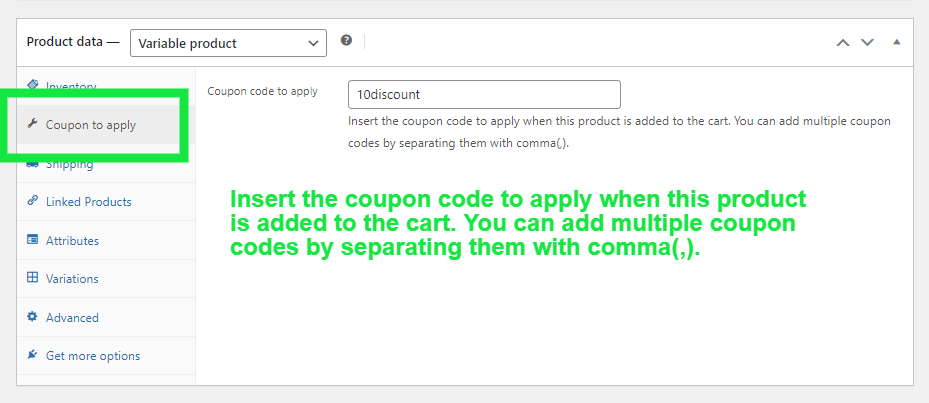 Product data — Variable product
Inventory
Coupon to apply
Shipping
Linked Products
Attributes
Variations
Advanced
Get more options
Coupon code to apply
10discount
Insert the coupon code to apply when this product is added to the cart. You can add multiple coupon
codes by separating them with comma(,).
Insert the coupon code to apply when this product
is added to the cart. You can add multiple coupon
codes by separating them with comma(,).